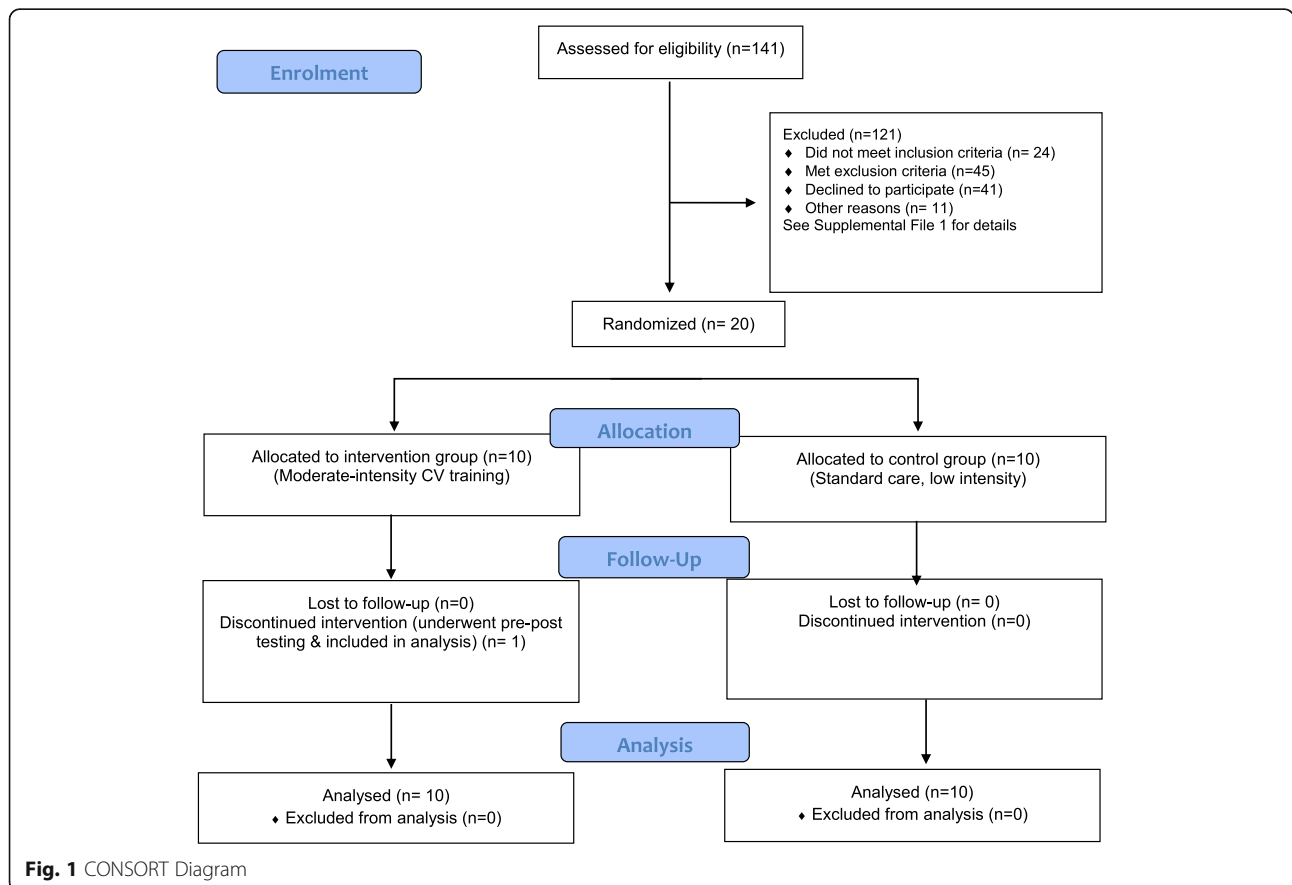 Assessed for eligibility (n=141)
Enrolment
Excluded (n=121)
♦ Did not meet inclusion criteria (n= 24)
♦ Met exclusion criteria (n=45)
♦ Declined to participate (n=41)
♦ Other reasons (n= 11)
See Supplemental File 1 for details
Randomized (n= 20)
Allocation
Allocated to intervention group (n=10)
(Moderate-intensity CV training)
Allocated to control group (n=10)
(Standard care, low intensity)
Follow-Up
Lost to follow-up (n=0)
Discontinued intervention (underwent pre-post
testing & included in analysis) (n= 1)
Lost to follow-up (n= 0)
Discontinued intervention (n=0)
Analysis
Analysed (n= 10)
♦ Excluded from analysis (n=0)
Analysed (n=10)
♦ Excluded from analysis (n=0)
Fig. 1 CONSORT Diagram